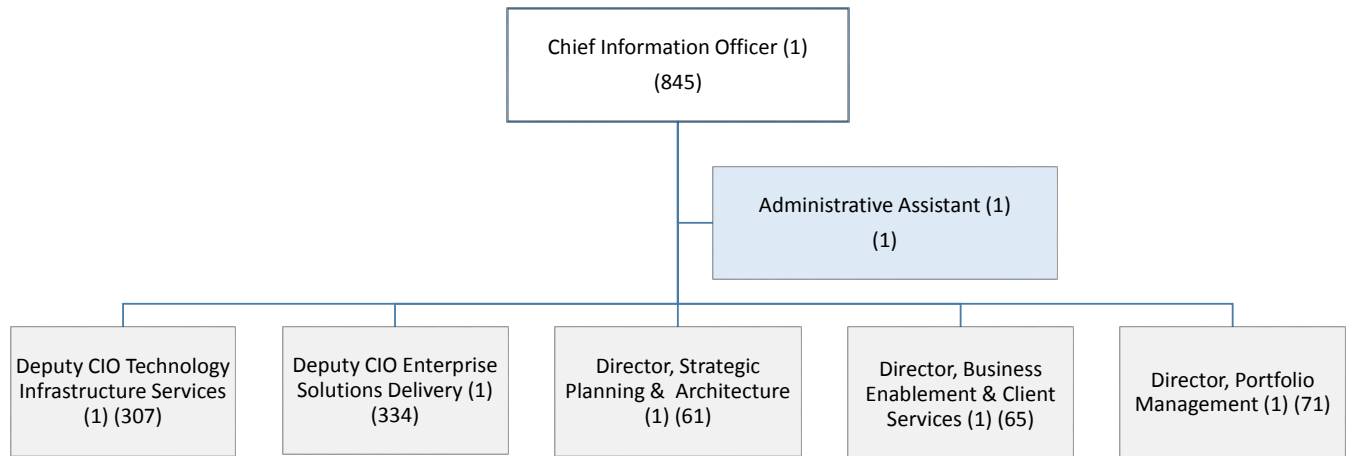 Chief Information Officer (1)
(845)
Administrative Assistant (1)
(1)
Deputy CIO Technology
Infrastructure Services
(1) (307)
Deputy CIO Enterprise
Solutions Delivery (1)
(334)
Director, Strategic
Planning & Architecture
(1) (61)
Director, Business
Enablement & Client
Services (1) (65)
Director, Portfolio
Management (1) (71)